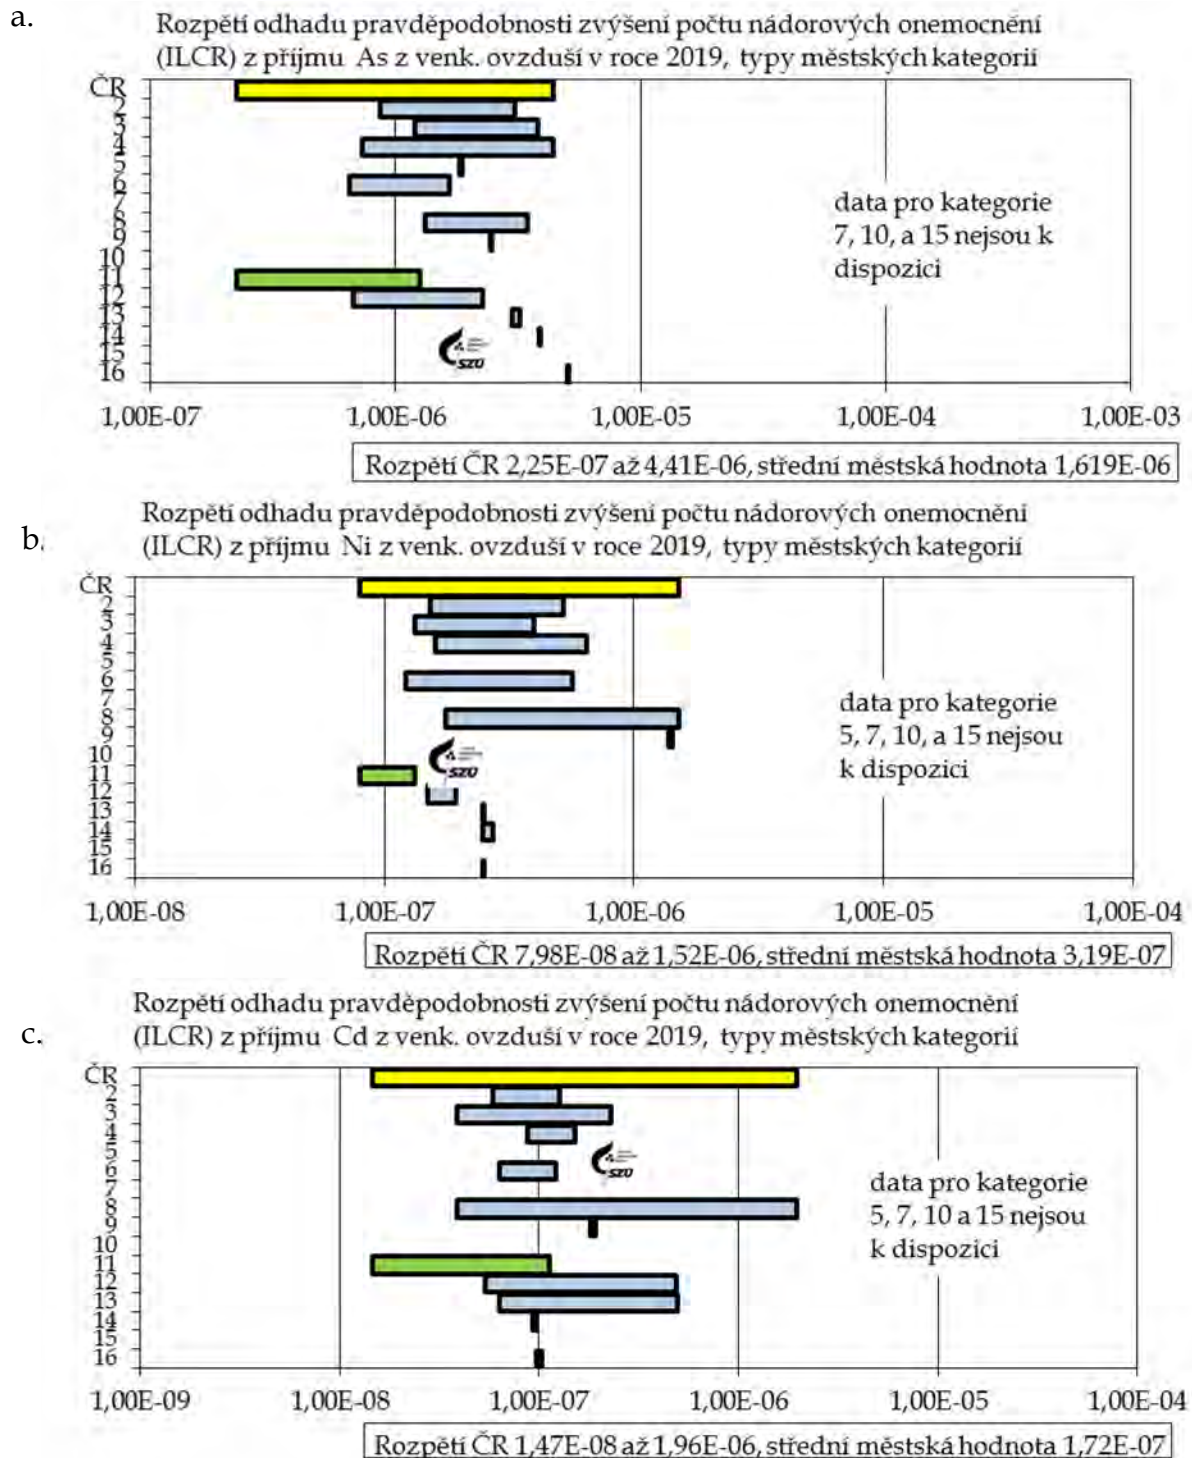 a.
Rozpětí odhadu pravděpodobnosti zvýšení počtu nádorových onemocnění
(ILCR) z příjmu As z venk. ovzduší v roce 2019, typy městských kategorií
ČR
2
3
4
5
6
7
8
9
10
11
12
13
14
15
16
data pro kategorie
7, 10, a 15 nejsou k
dispozici
SZÚ
1,00E-07 1,00E-06 1,00E-05 1,00E-04 1,00E-03
Rozpětí ČR 2,25E-07 až 4,41E-06, střední městská hodnota 1,619E-06
b.
Rozpětí odhadu pravděpodobnosti zvýšení počtu nádorových onemocnění
(ILCR) z příjmu Ni z venk. ovzduší v roce 2019, typy městských kategorií
ČR
2
3
4
5
6
7
8
9
10
11
12
13
14
15
16
data pro kategorie
5, 7, 10, a 15 nejsou
k dispozici
SZÚ
1,00E-08 1,00E-07 1,00E-06 1,00E-05 1,00E-04
Rozpětí ČR 7,98E-08 až 1,52E-06, střední městská hodnota 3,19E-07
c.
Rozpětí odhadu pravděpodobnosti zvýšení počtu nádorových onemocnění
(ILCR) z příjmu Cd z venk. ovzduší v roce 2019, typy městských kategorií
ČR
2
3
4
5
6
7
8
9
10
11
12
13
14
15
16
SZÚ
data pro kategorie
5, 7, 10 a 15 nejsou
k dispozici
1,00E-09 1,00E-08 1,00E-07 1,00E-06 1,00E-05 1,00E-04
Rozpětí ČR 1,47E-08 až 1,96E-06, střední městská hodnota 1,72E-07